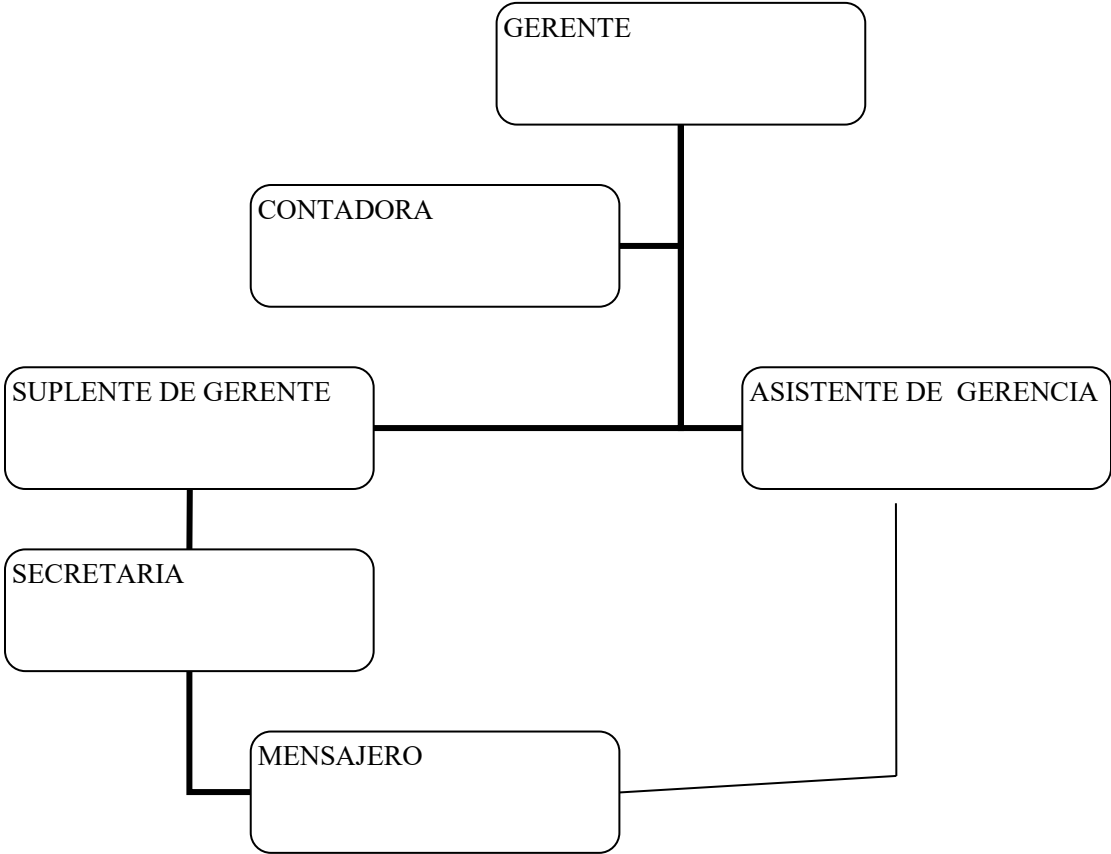 GERENTE
CONTADORA
SUPLENTE DE GERENTE
ASISTENTE DE  GERENCIA
SECRETARIA
MENSAJERO